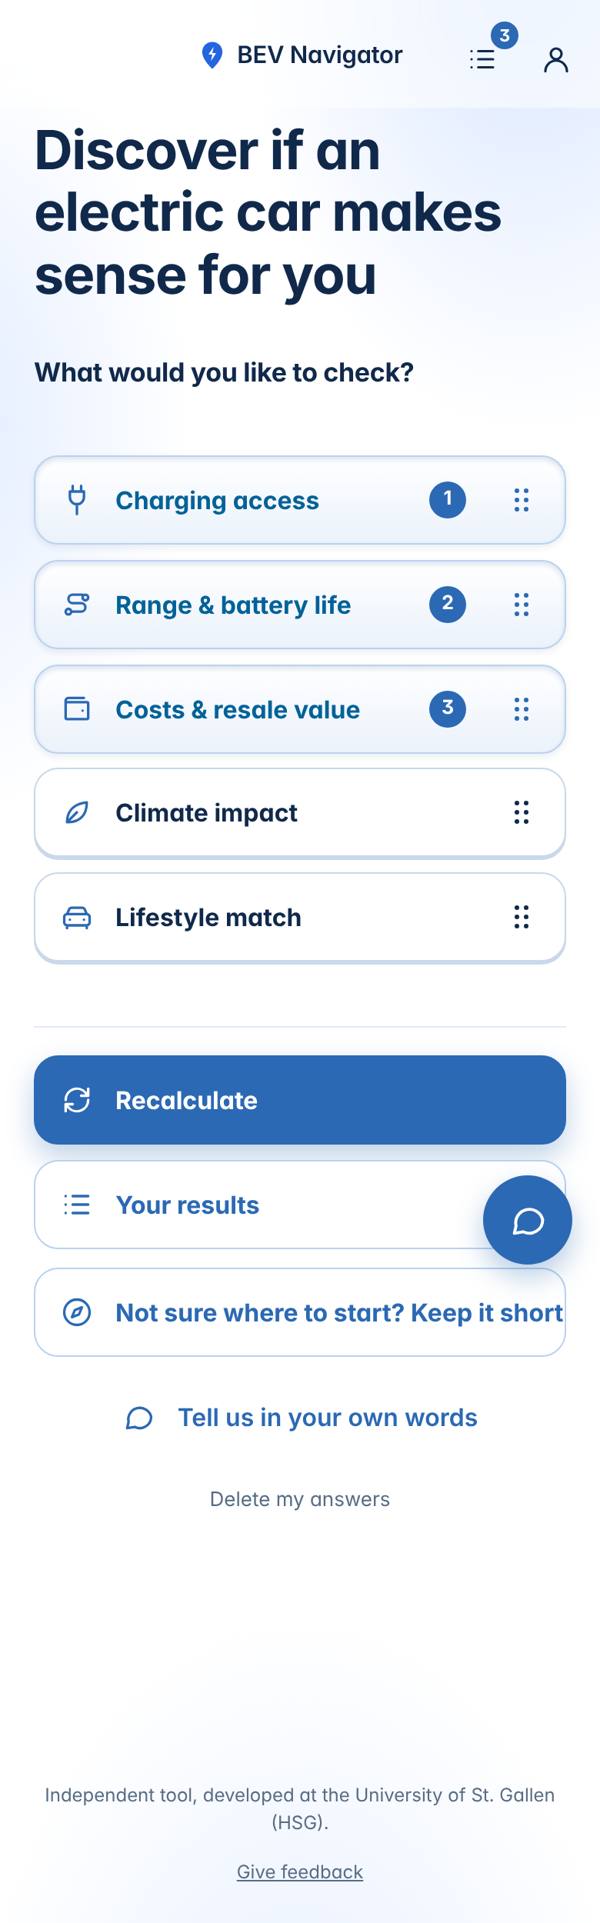 BEV Navigator
3
Discover if an
electric car makes
sense for you
What would you like to check?
Charging access 1
Range & battery life 2
Costs & resale value 3
Climate impact
Lifestyle match
Recalculate
Your results
Not sure where to start? Keep it short
Tell us in your own words
Delete my answers
Independent tool, developed at the University of St. Gallen
(HSG).
Give feedback